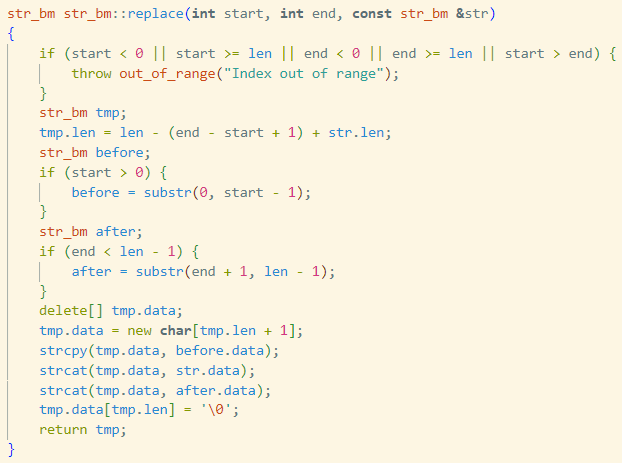 str_bm str_bm::replace(int start, int end, const str_bm &str)
{
    if (start < 0 || start >= len || end < 0 || end >= len || start > end) {
        throw out_of_range("Index out of range");
    }
    str_bm tmp;
    tmp.len = len - (end - start + 1) + str.len;
    str_bm before;
    if (start > 0) {
        before = substr(0, start - 1);
    }
    str_bm after;
    if (end < len - 1) {
        after = substr(end + 1, len - 1);
    }
    delete[] tmp.data;
    tmp.data = new char[tmp.len + 1];
    strcpy(tmp.data, before.data);
    strcat(tmp.data, str.data);
    strcat(tmp.data, after.data);
    tmp.data[tmp.len] = '\0';
    return tmp;
}